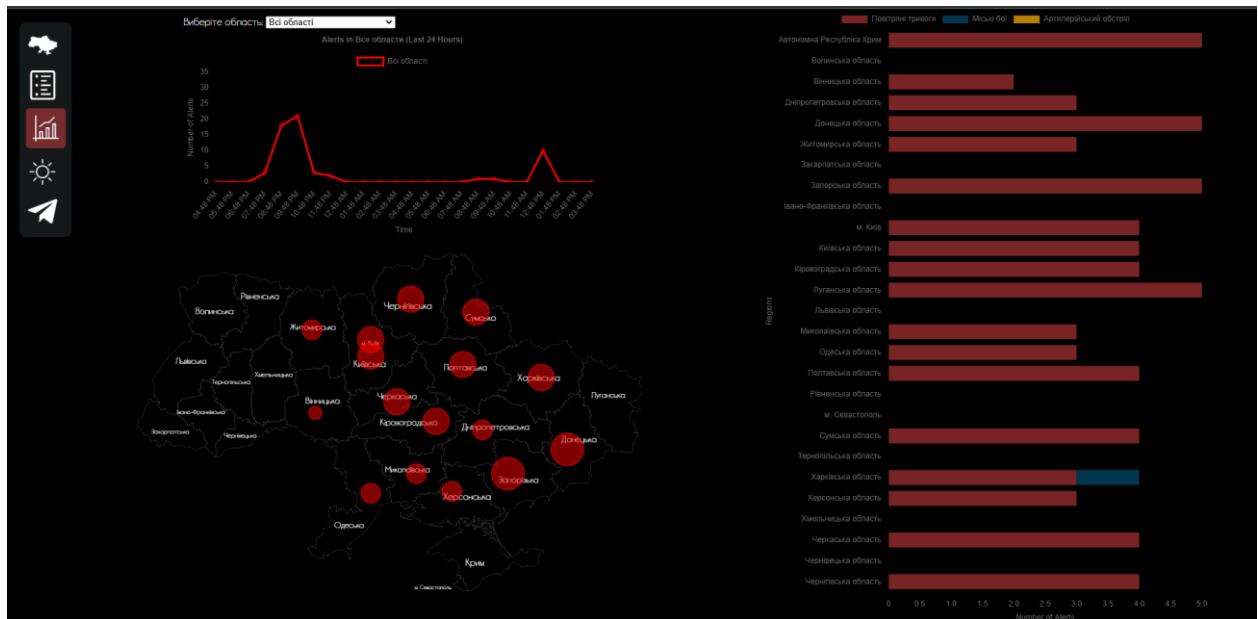 Виберіть область: Всі області
Alerts in Все области (Last 24 Hours)
Всі області
Number of Alerts
35
30
25
20
15
10
5
0
04:48 PM
05:48 PM
06:48 PM
07:48 PM
08:48 PM
09:48 PM
10:48 PM
11:48 PM
12:48 AM
01:48 AM
02:48 AM
03:48 AM
04:48 AM
05:48 AM
06:48 AM
07:48 AM
08:48 AM
09:48 AM
10:48 AM
11:48 AM
12:48 PM
01:48 PM
02:48 PM
03:48 PM
Time
Рівненська
Волинська
Чернігівська
Сумська
Житомирська
м. Київ
Київська
Львівська
Тернопільська
Хмельницька
Полтавська
Харківська
Луганська
Вінницька
Черкаська
Івано-Франківська
Закарпатська
Чернівецька
Кіровоградська
Дніпропетровська
Донецька
Миколаївська
Запорізька
Херсонська
Одеська
Крим
м. Севастополь
Повітряні тривоги Міські бої Артилерійський обстріл
Regions
Автономна Республіка Крим
Волинська область
Вінницька область
Дніпропетровська область
Донецька область
Житомирська область
Закарпатська область
Запорізька область
Івано-Франківська область
м. Київ
Київська область
Кіровоградська область
Луганська область
Львівська область
Миколаївська область
Одеська область
Полтавська область
Рівненська область
м. Севастополь
Сумська область
Тернопільська область
Харківська область
Херсонська область
Хмельницька область
Черкаська область
Чернівецька область
Чернігівська область
0 0.5 1.0 1.5 2.0 2.5 3.0 3.5 4.0 4.5 5.0
Number of Alerts